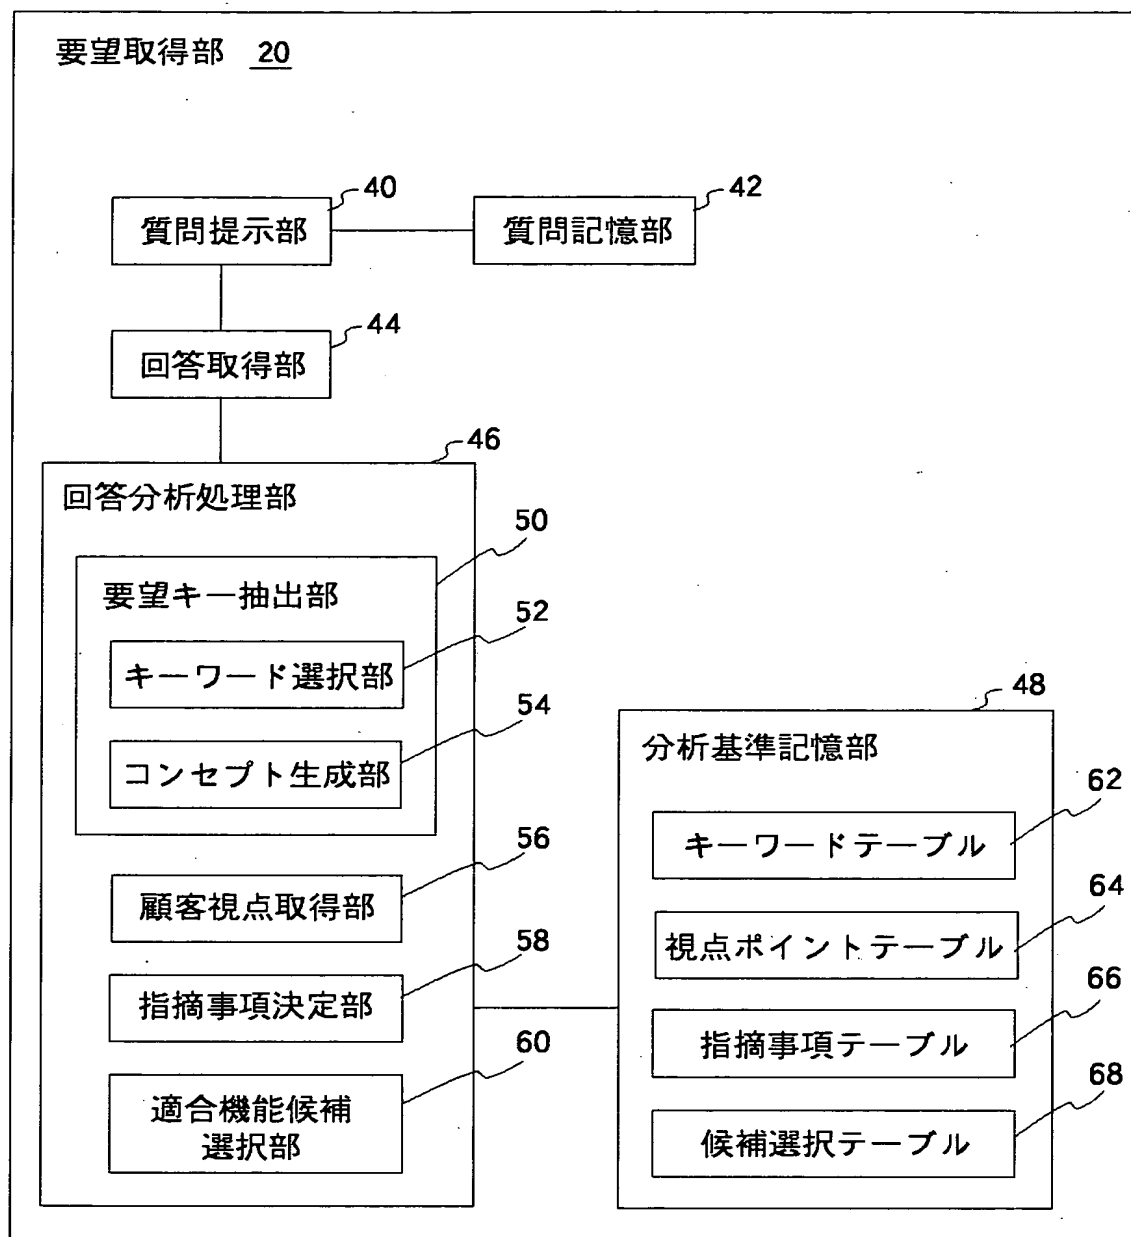 要望取得部 20
40
42
質問提示部
質問記憶部
44
回答取得部
46
回答分析処理部
50
要望キー抽出部
52
キーワード選択部
54
コンセプト生成部
56
顧客視点取得部
58
指摘事項決定部
60
適合機能候補
選択部
48
分析基準記憶部
62
キーワードテーブル
64
視点ポイントテーブル
66
指摘事項テーブル
68
候補選択テーブル